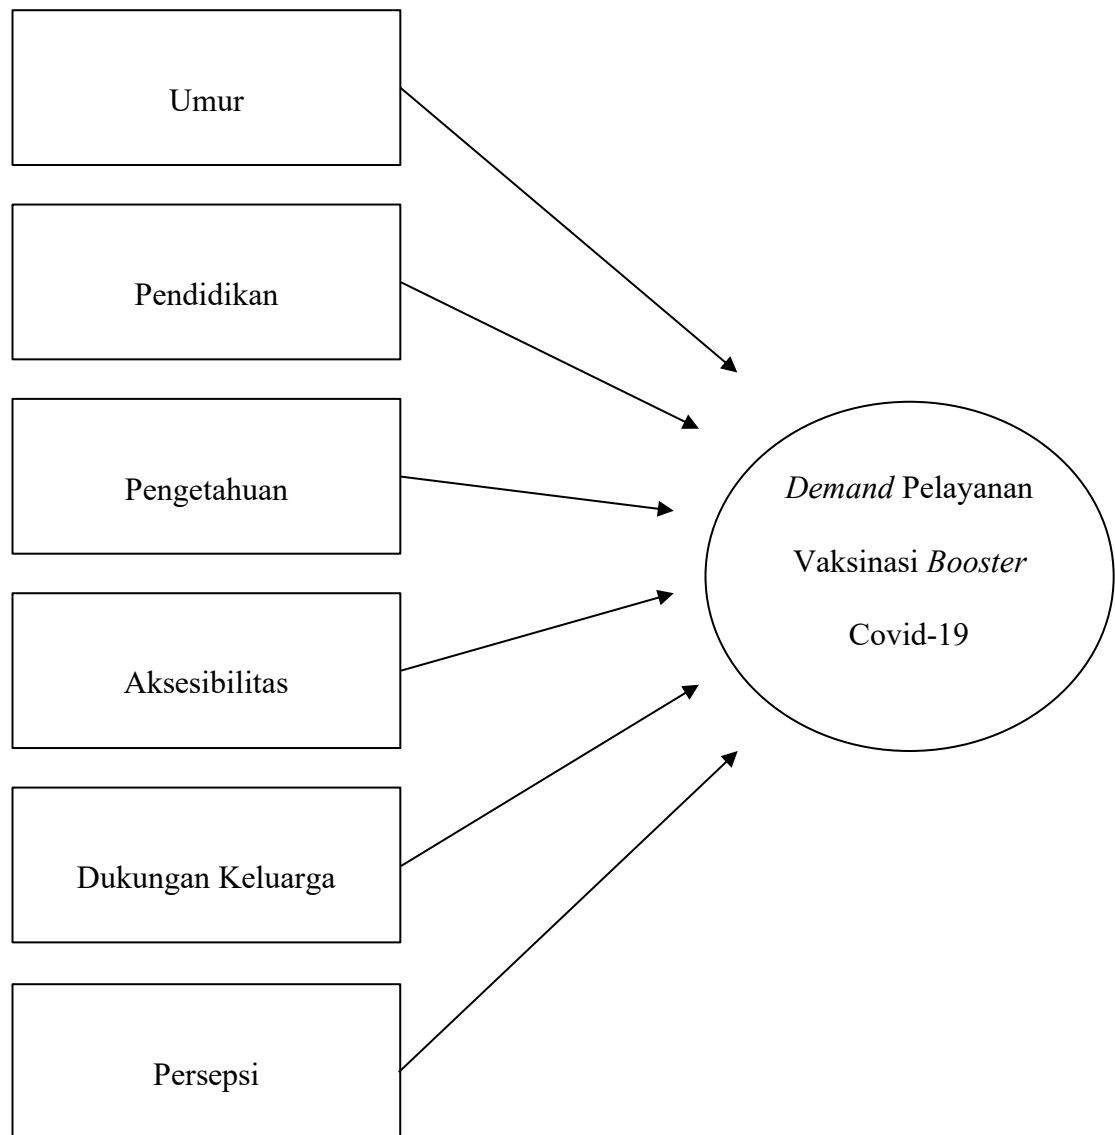 Umur
Pendidikan
Pengetahuan
Aksesibilitas
Dukungan Keluarga
Persepsi
Demand Pelayanan
Vaksinasi Booster
Covid-19